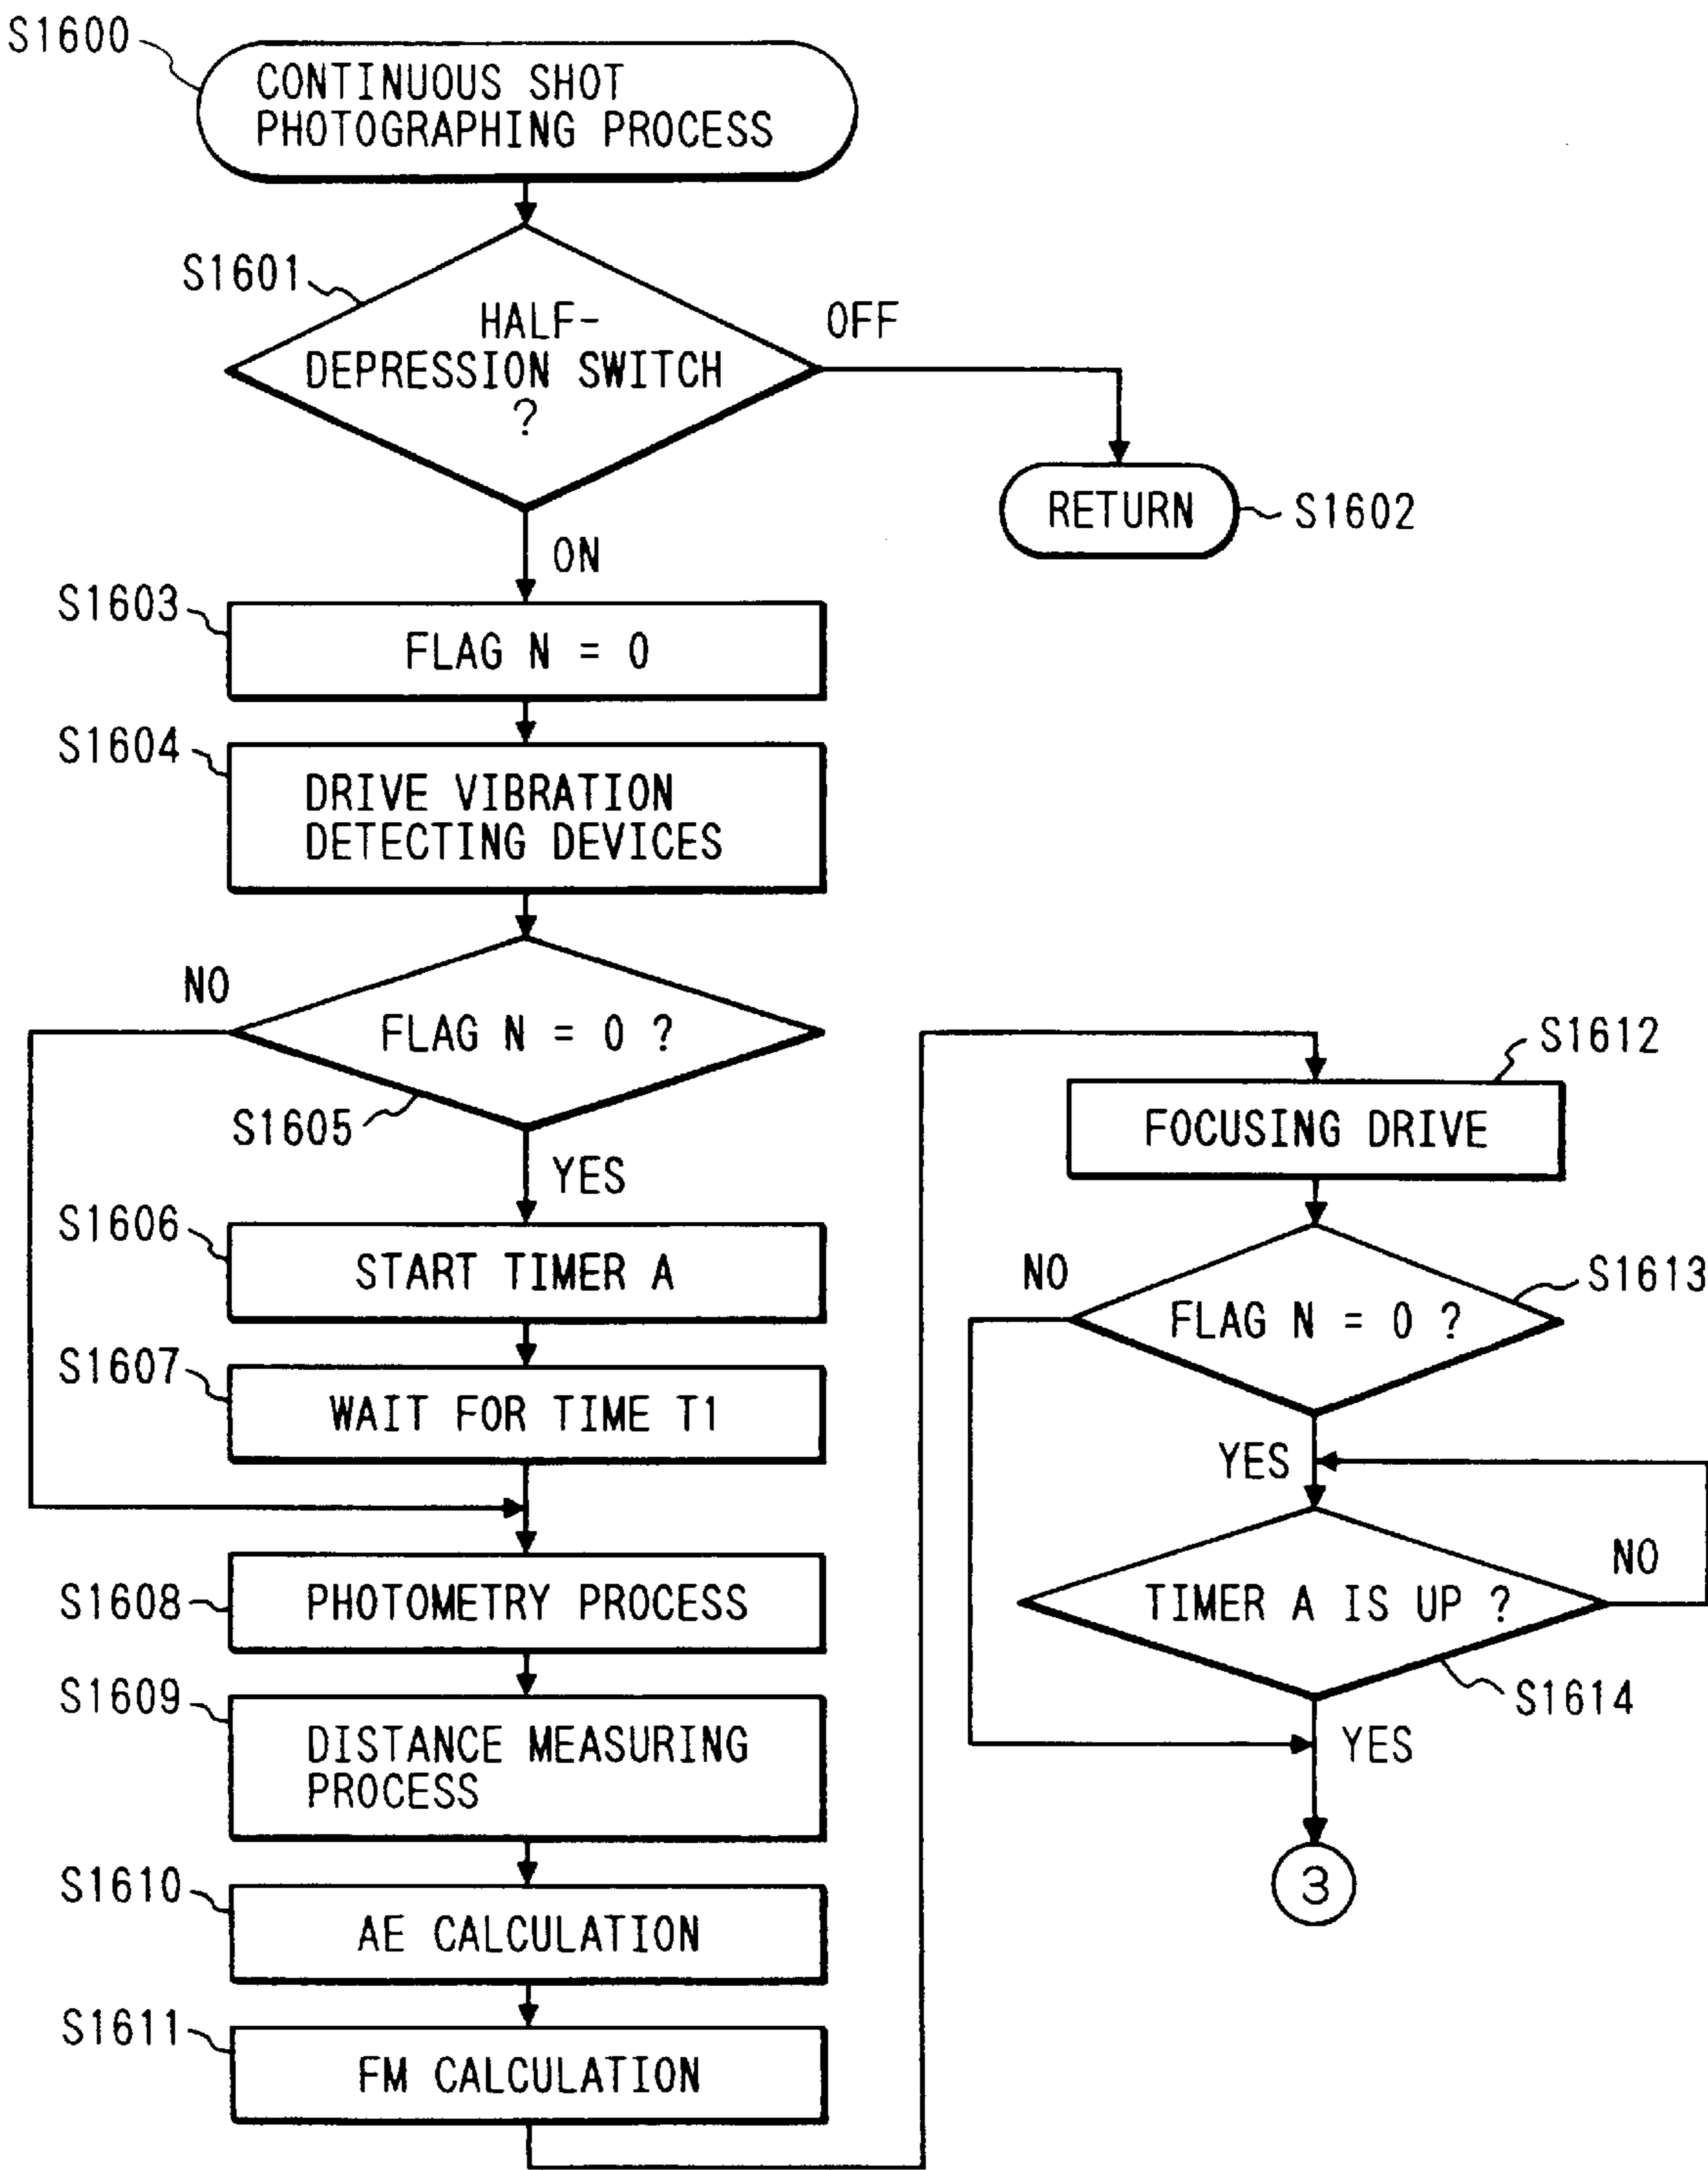 S1600
CONTINUOUS SHOT
PHOTOGRAPHING PROCESS
S1601
HALF-
DEPRESSION SWITCH
?
OFF
RETURN
S1602
ON
S1603
FLAG N = 0
S1604
DRIVE VIBRATION
DETECTING DEVICES
NO
FLAG N = 0 ?
S1605
YES
S1606
START TIMER A
S1607
WAIT FOR TIME T1
S1608
PHOTOMETRY PROCESS
S1609
DISTANCE MEASURING
PROCESS
S1610
AE CALCULATION
S1611
FM CALCULATION
S1612
FOCUSING DRIVE
NO
S1613
FLAG N = 0 ?
YES
NO
TIMER A IS UP ?
S1614
YES
3